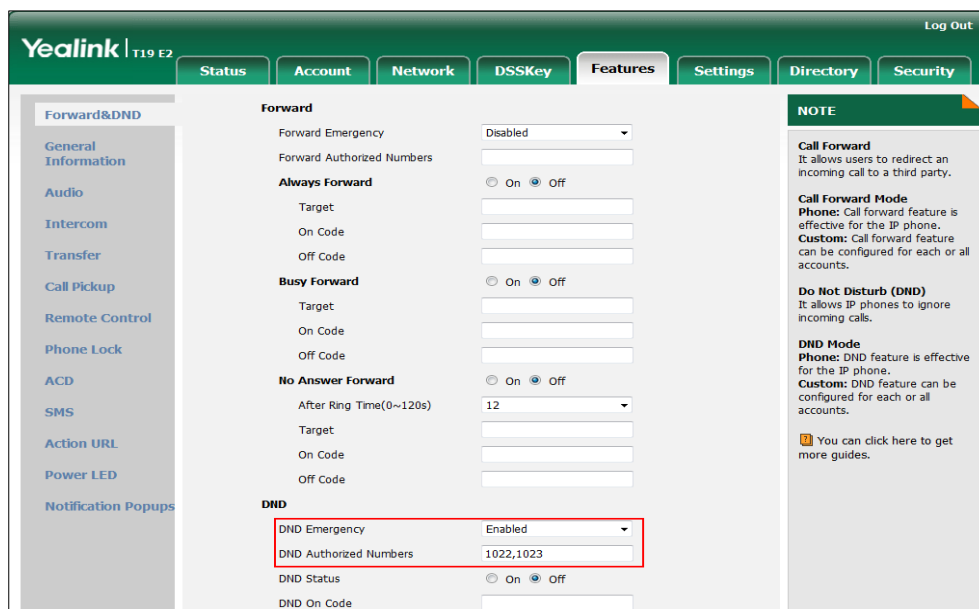 Log Out
Yealink | T19 E2
Status Account Network DSSKey Features Settings Directory Security
Forward&DND
General
Information
Audio
Intercom
Transfer
Call Pickup
Remote Control
Phone Lock
ACD
SMS
Action URL
Power LED
Notification Popups
Forward
Forward Emergency Disabled
Forward Authorized Numbers
Always Forward On Off
Target
On Code
Off Code
Busy Forward On Off
Target
On Code
Off Code
No Answer Forward On Off
After Ring Time(0~120s) 12
Target
On Code
Off Code
DND
DND Emergency Enabled
DND Authorized Numbers 1022,1023
DND Status On Off
DND On Code
NOTE
Call Forward
It allows users to redirect an
incoming call to a third party.
Call Forward Mode
Phone: Call forward feature is
effective for the IP phone.
Custom: Call forward feature
can be configured for each or all
accounts.
Do Not Disturb (DND)
It allows IP phones to ignore
incoming calls.
DND Mode
Phone: DND feature is effective
for the IP phone.
Custom: DND feature can be
configured for each or all
accounts.
? You can click here to get
more guides.